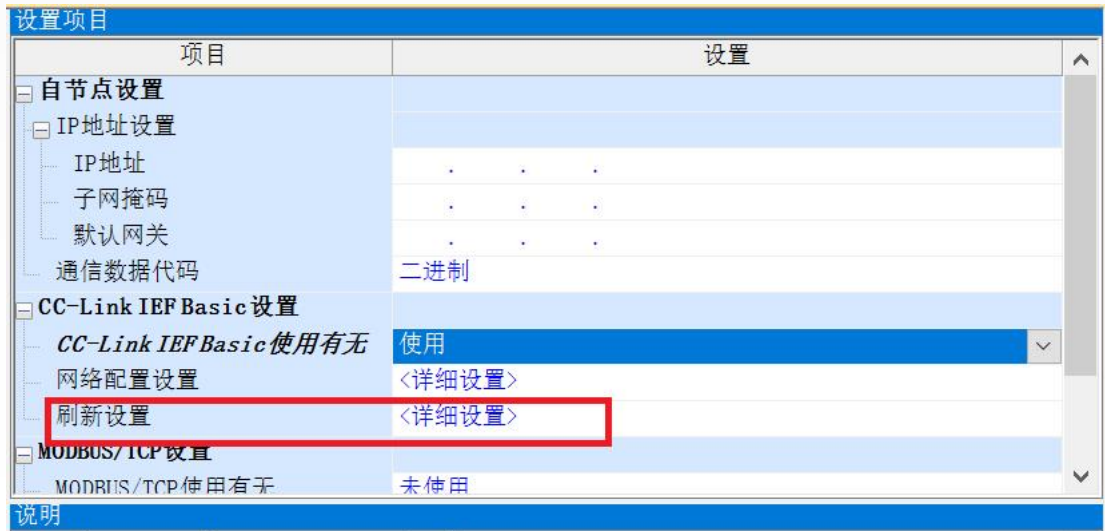 设置项目
项目 设置
自节点设置
IP地址设置
IP地址 . . .
子网掩码 . . .
默认网关 . . .
通信数据代码 二进制
CC-Link IEF Basic设置
CC-Link IEF Basic使用有无 使用
网络配置设置 <详细设置>
刷新设置 <详细设置>
MODBUS/TCP设置
MODBUS/TCP使用有无 未使用
说明